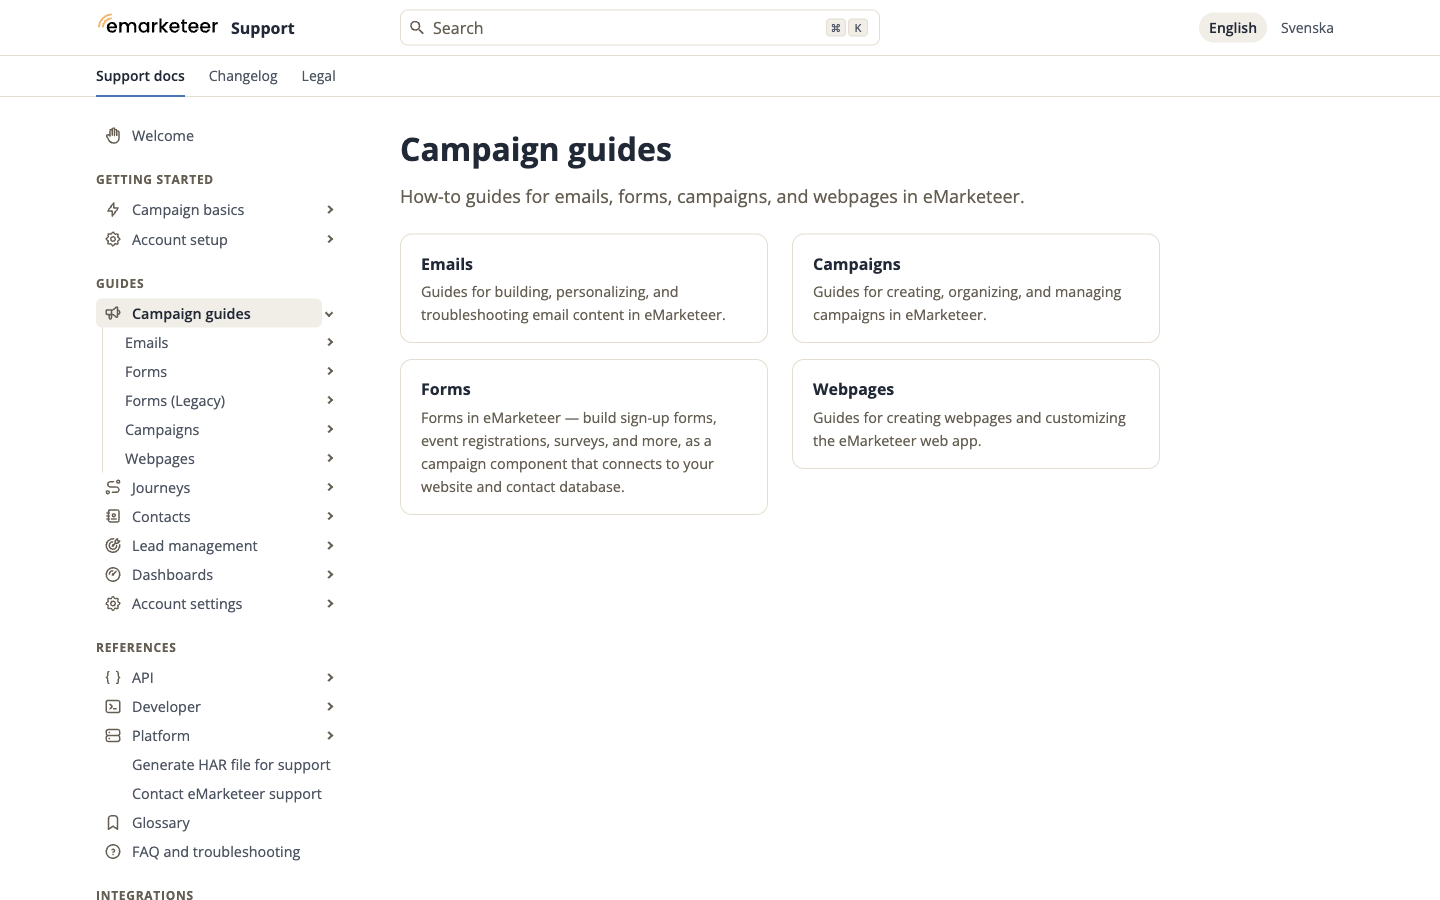 emarketeer Support
Search
⌘ K
English
Svenska
Support docs
Changelog
Legal
Welcome
GETTING STARTED
Campaign basics
Account setup
GUIDES
Campaign guides
Emails
Forms
Forms (Legacy)
Campaigns
Webpages
Journeys
Contacts
Lead management
Dashboards
Account settings
REFERENCES
API
Developer
Platform
Generate HAR file for support
Contact eMarketeer support
Glossary
FAQ and troubleshooting
INTEGRATIONS
Campaign guides
How-to guides for emails, forms, campaigns, and webpages in eMarketeer.
Emails
Guides for building, personalizing, and
troubleshooting email content in eMarketeer.
Campaigns
Guides for creating, organizing, and managing
campaigns in eMarketeer.
Forms
Forms in eMarketeer — build sign-up forms,
event registrations, surveys, and more, as a
campaign component that connects to your
website and contact database.
Webpages
Guides for creating webpages and customizing
the eMarketeer web app.